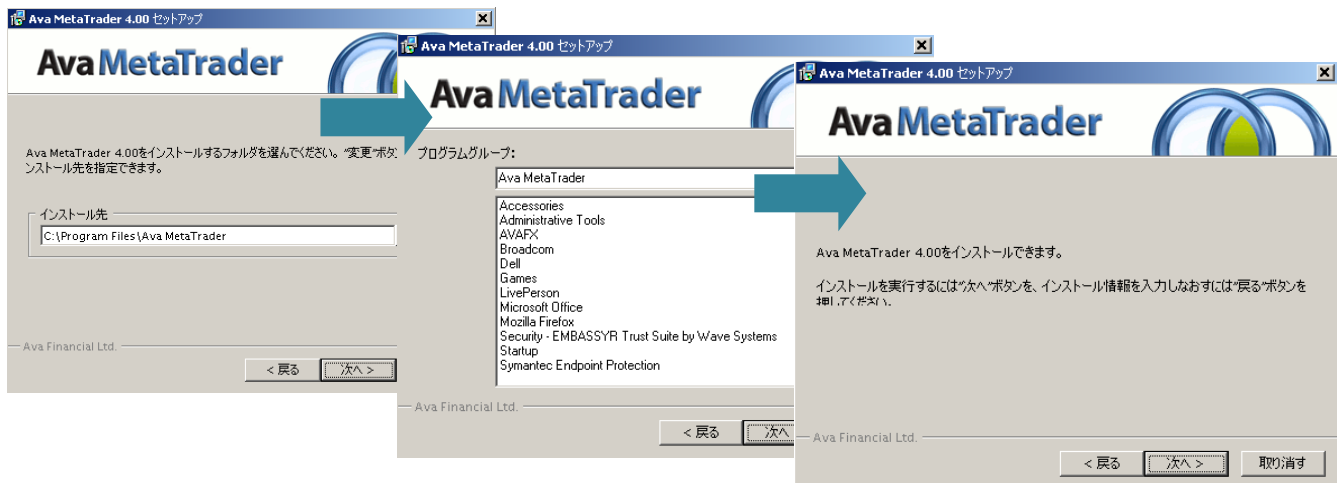 Ava MetaTrader 4.00 セットアップ
Ava MetaTrader
Ava MetaTrader 4.00をインストールするフォルダを選んでください。“変更”ボタ
ンストール先を指定できます。
インストール先
C:\Program Files\Ava MetaTrader
Ava Financial Ltd.
< 戻る
次へ >
Ava MetaTrader 4.00 セットアップ
Ava MetaTrader
プログラムグループ:
Ava MetaTrader
Accessories
Administrative Tools
AVAFX
Broadcom
Dell
Games
LivePerson
Microsoft Office
Mozilla Firefox
Security - EMBASSYR Trust Suite by Wave Systems
Startup
Symantec Endpoint Protection
Ava Financial Ltd.
< 戻る
次へ
Ava MetaTrader 4.00 セットアップ
Ava MetaTrader
Ava MetaTrader 4.00をインストールできます。
インストールを実行するには“次へ”ボタンを、インストール情報を入力しなおすには“戻る”ボタンを
押してください。
Ava Financial Ltd.
< 戻る
次へ >
取り消す